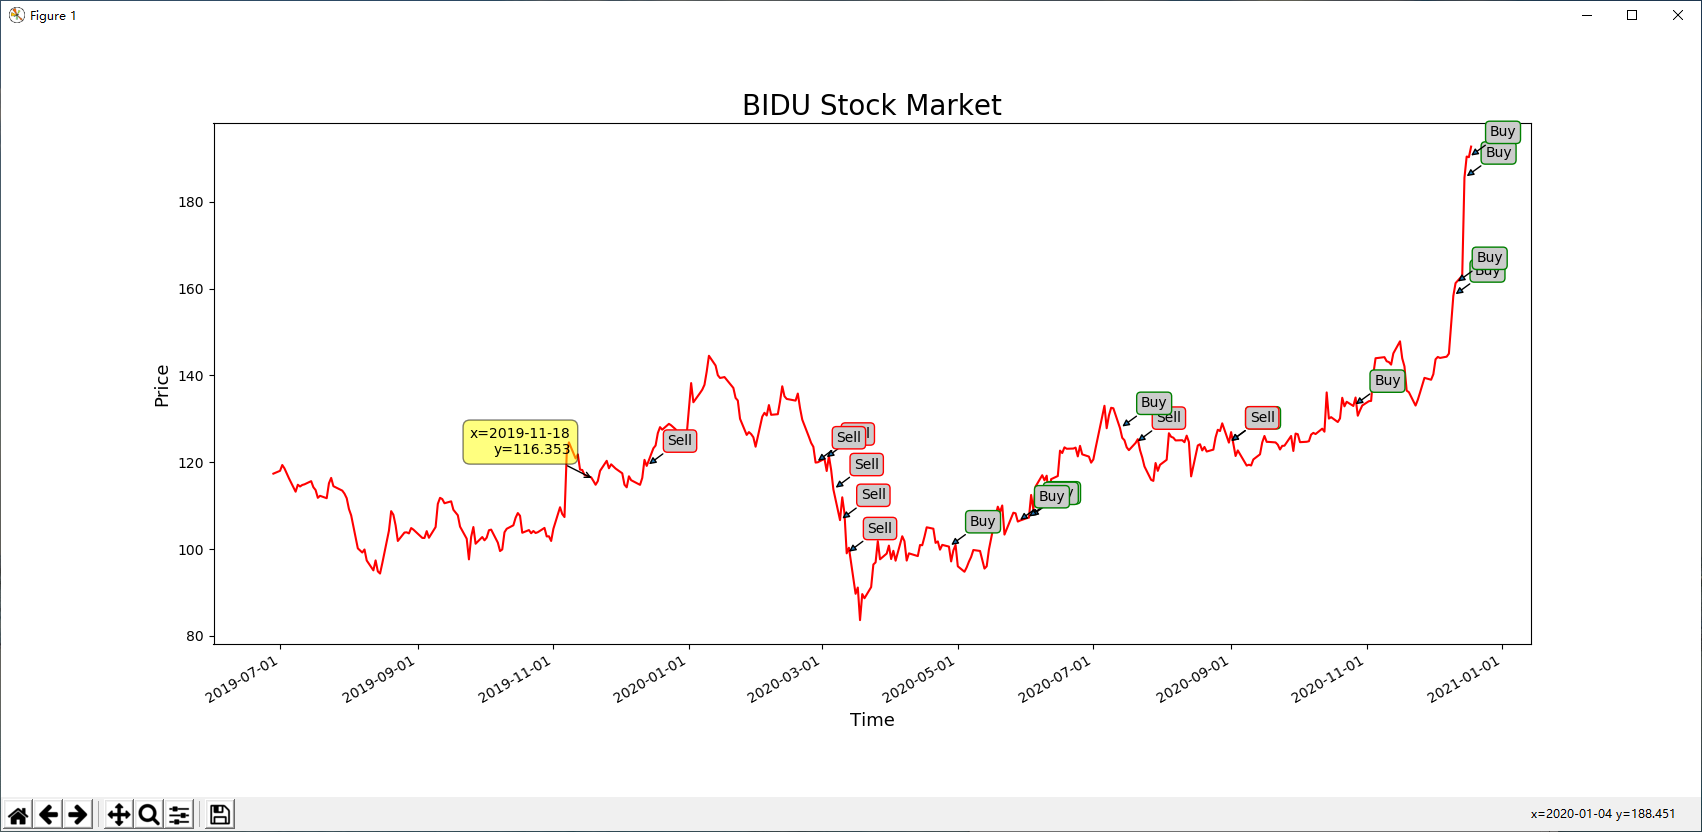 Figure 1
BIDU Stock Market
Buy
Buy
180
Buy
Buy
160
Price
140
Buy
Buy
Sell
Sell
x=2019-11-18
y=116.353
Sell
Sell
120
Sell
Sell
Buy
Buy
Sell
100
80
2019-07-01
2019-09-01
2019-11-01
2020-01-01
2020-03-01
2020-05-01
2020-07-01
2020-09-01
2020-11-01
2021-01-01
Time
x=2020-01-04 y=188.451